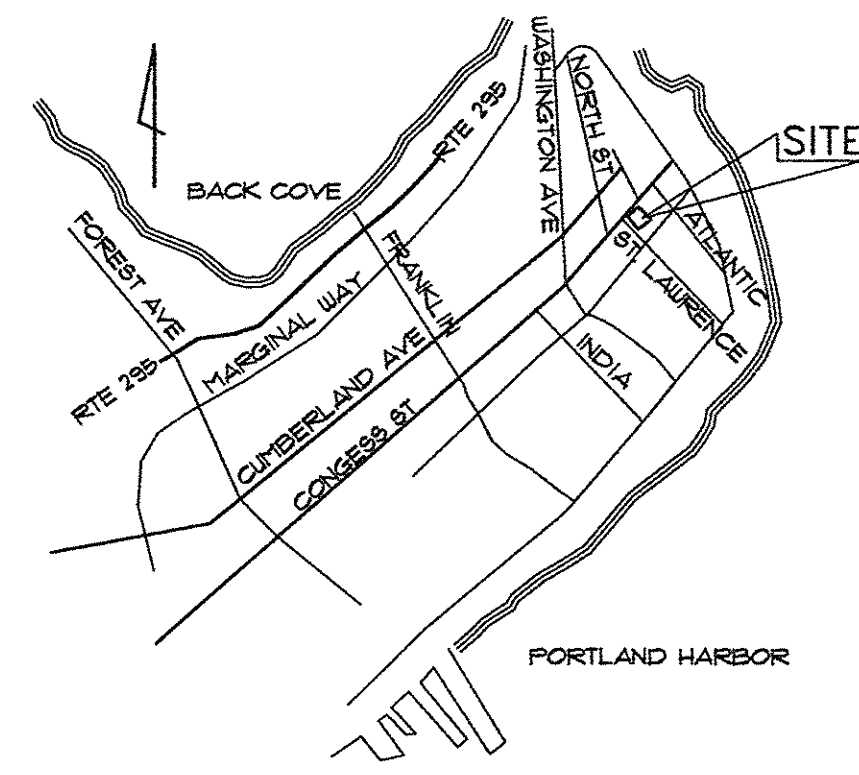 WASHINGTON AVE
NORTH ST
RTE 295
SITE
BACK COVE
FOREST AVE
FRANKLIN
ATLANTIC
ST. LAWRENCE
MARGINAL WAY
RTE 295
INDIA
CUMBERLAND AVE
CONGESS ST
PORTLAND HARBOR